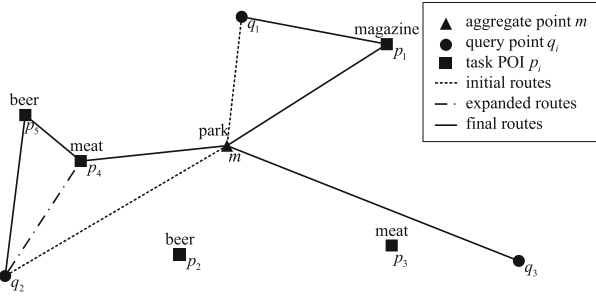 q1
magazine
p1
aggregate point m
query point qi
task POI pi
initial routes
expanded routes
final routes
beer
p5
meat
p4
park
m
beer
p2
meat
p3
q2
q3